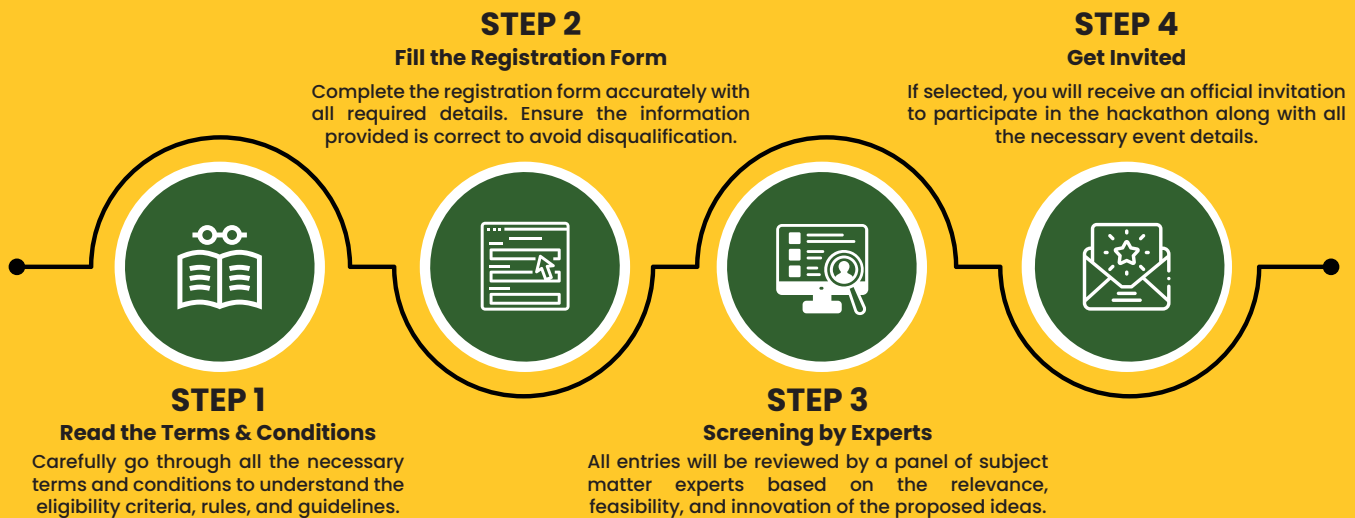 STEP 1
Read the Terms & Conditions
Carefully go through all the necessary
terms and conditions to understand the
eligibility criteria, rules, and guidelines.
STEP 2
Fill the Registration Form
Complete the registration form accurately with
all required details. Ensure the information
provided is correct to avoid disqualification.
STEP 3
Screening by Experts
All entries will be reviewed by a panel of subject
matter experts based on the relevance,
feasibility, and innovation of the proposed ideas.
STEP 4
Get Invited
If selected, you will receive an official invitation
to participate in the hackathon along with all
the necessary event details.